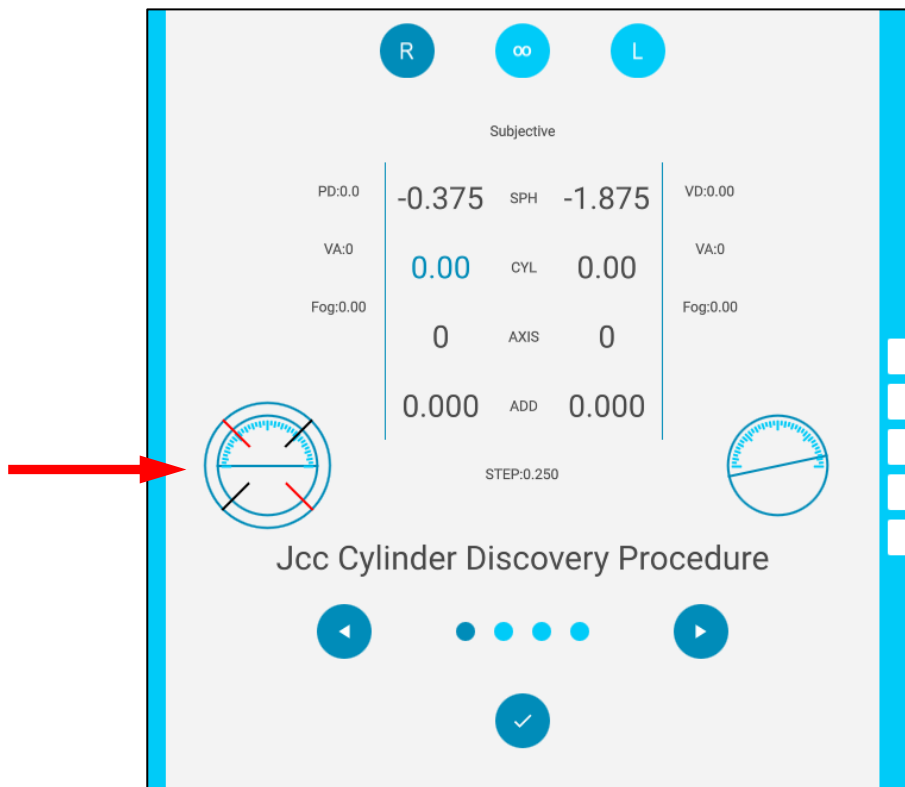 R ∞ L
Subjective
PD:0.0 -0.375 SPH -1.875 VD:0.00
VA:0 0.00 CYL 0.00 VA:0
Fog:0.00 0 AXIS 0 Fog:0.00
0.000 ADD 0.000
STEP:0.250
Jcc Cylinder Discovery Procedure